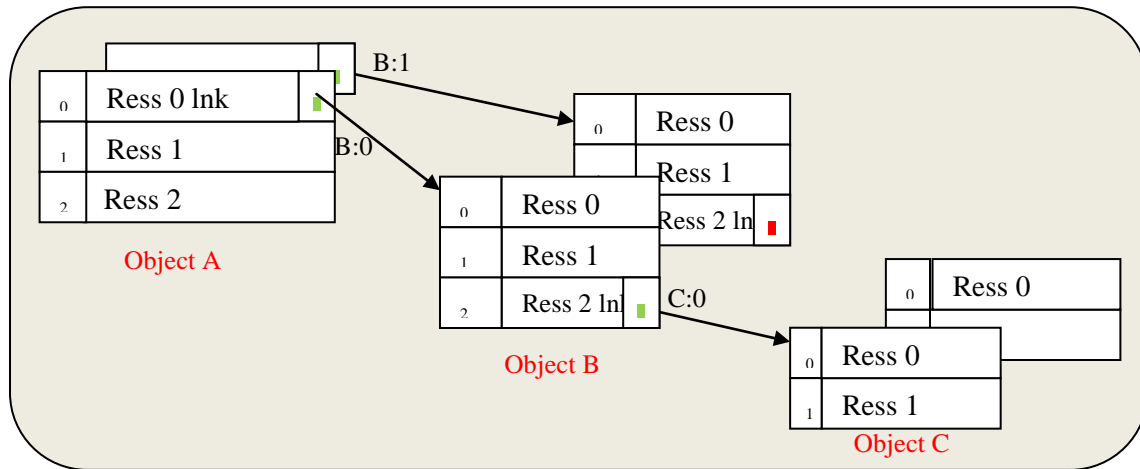 B:1
0 Ress 0 lnk
1 Ress 1
2 Ress 2
Object A
B:0
0 Ress 0
Ress 1
Ress 2 ln
0 Ress 0
1 Ress 1
2 Ress 2 lnl
Object B
C:0
0 Ress 0
0 Ress 0
1 Ress 1
Object C